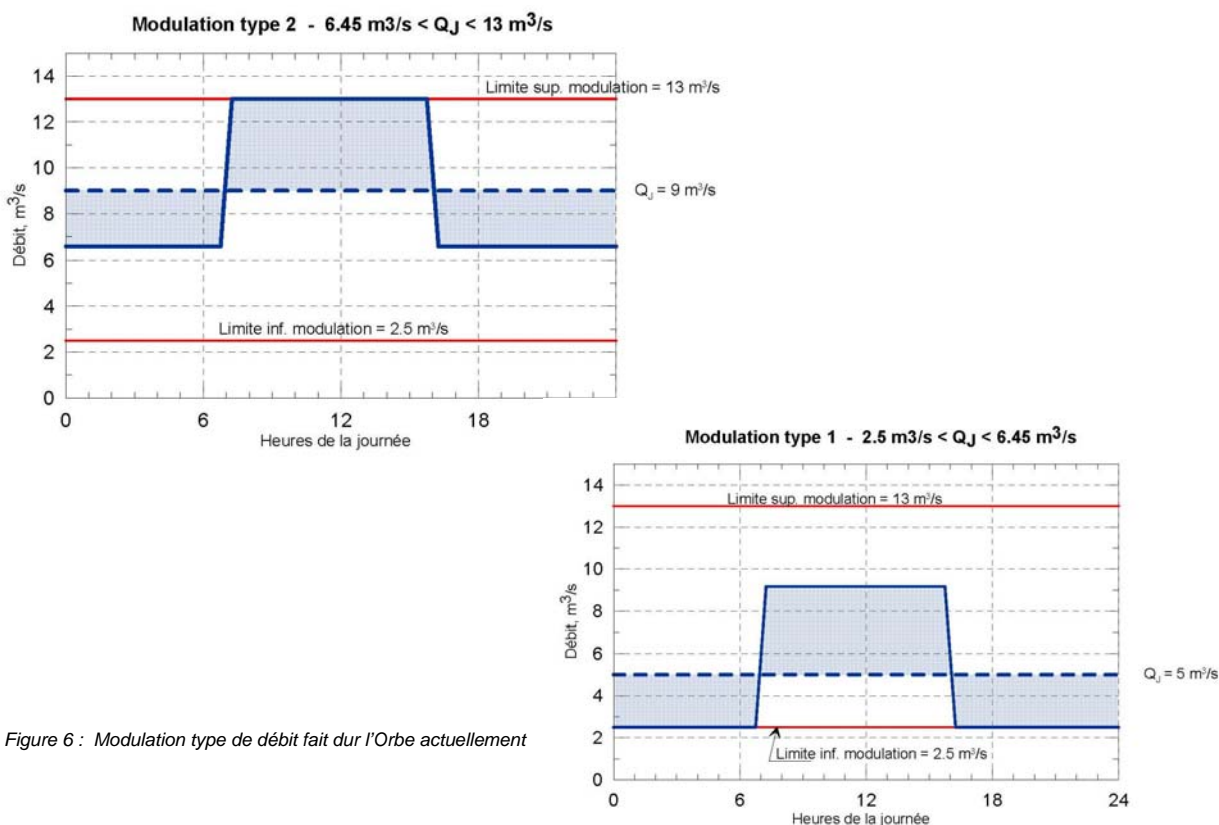 Modulation type 2 - 6.45 m3/s < QJ < 13 m³/s
14
12
10
8
6
4
2
0
Débit, m³/s
Limite sup. modulation = 13 m³/s
QJ = 9 m³/s
Limite inf. modulation = 2.5 m³/s
0 6 12 18
Heures de la journée
Modulation type 1 - 2.5 m3/s < QJ < 6.45 m³/s
14
12
10
8
6
4
2
0
Débit, m³/s
Limite sup. modulation = 13 m³/s
QJ = 5 m³/s
Limite inf. modulation = 2.5 m³/s
0 6 12 18 24
Heures de la journée
Figure 6 : Modulation type de débit fait dur l’Orbe actuellement